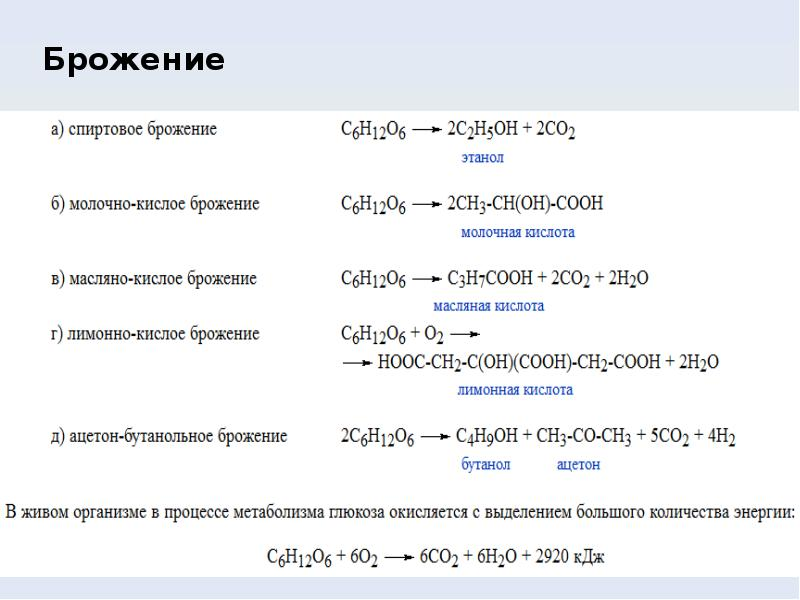 Брожение
а) спиртовое брожение C6H12O6 ⟶ 2C2H5OH + 2CO2
этанол
б) молочно-кислое брожение C6H12O6 ⟶ 2CH3-CH(OH)-COOH
молочная кислота
в) масляно-кислое брожение C6H12O6 ⟶ C3H7COOH + 2CO2 + 2H2O
масляная кислота
г) лимонно-кислое брожение C6H12O6 + O2 ⟶
⟶ HOOC-CH2-C(OH)(COOH)-CH2-COOH + 2H2O
лимонная кислота
д) ацетон-бутанольное брожение 2C6H12O6 ⟶ C4H9OH + CH3-CO-CH3 + 5CO2 + 4H2
бутанол ацетон
В живом организме в процессе метаболизма глюкоза окисляется с выделением большого количества энергии:
C6H12O6 + 6O2 ⟶ 6CO2 + 6H2O + 2920 кДж